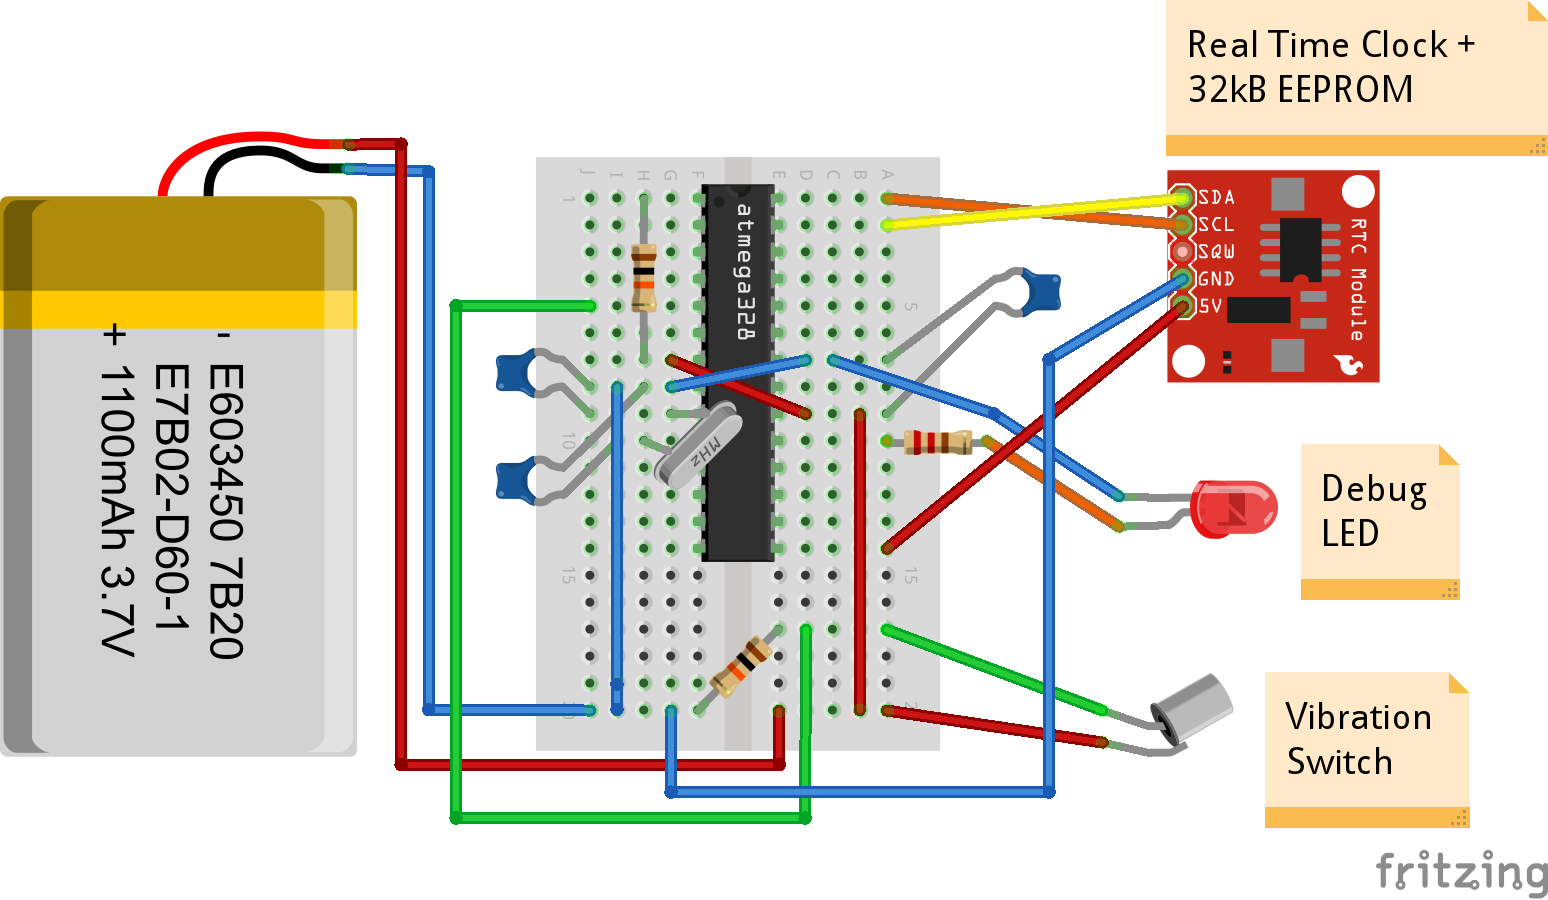 Real Time Clock +
32kB EEPROM
- E603450 7B20
E7B02-D60-1
+ 1100mAh 3.7V
J I H G F E D C B A
1
5
10
15
15
20
atmega328
MHz
SDA
SCL
SQW
GND
5V
RTC Module
Debug
LED
Vibration
Switch
fritzing